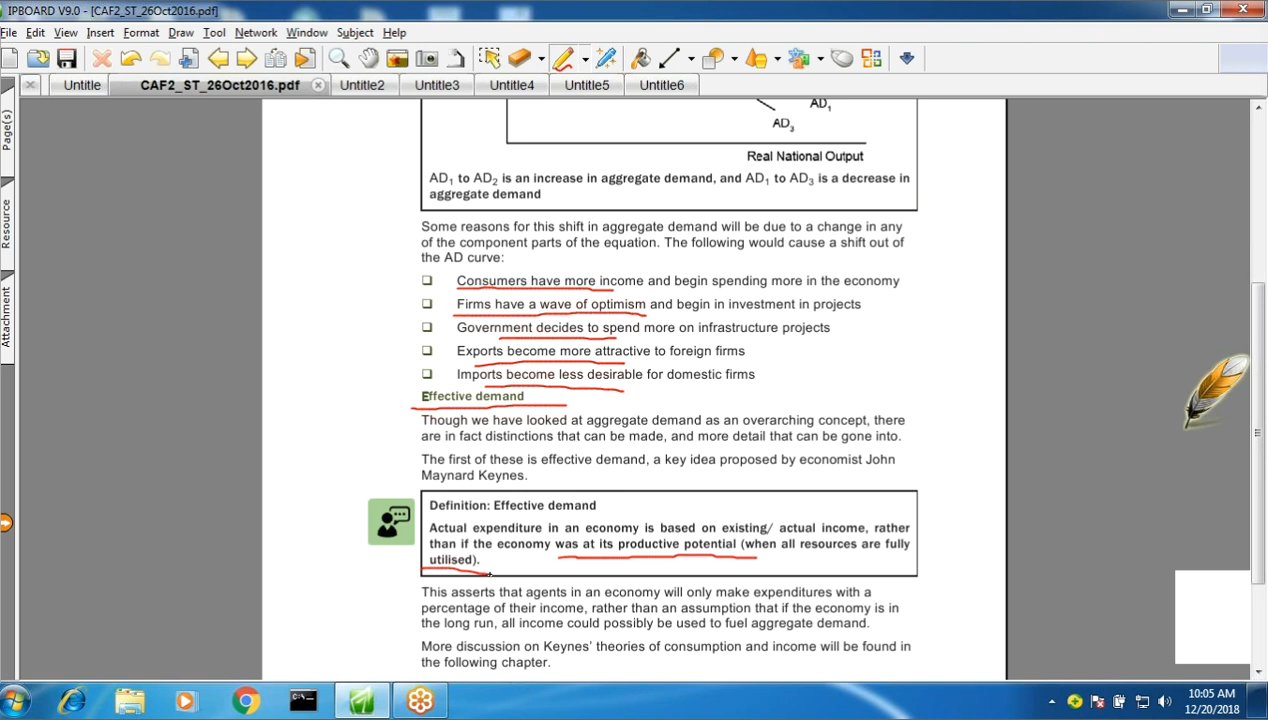 IPBOARD V9.0 - [CAF2_ST_26Oct2016.pdf]
File Edit View Insert Format Draw Tool Network Window Subject Help
Untitle CAF2_ST_26Oct2016.pdf Untitle2 Untitle3 Untitle4 Untitle5 Untitle6
Page(s)
Resource
Attachment
AD1
AD3
Real National Output
AD1 to AD2 is an increase in aggregate demand, and AD1 to AD3 is a decrease in
aggregate demand
Some reasons for this shift in aggregate demand will be due to a change in any
of the component parts of the equation. The following would cause a shift out of
the AD curve:
❑ Consumers have more income and begin spending more in the economy
❑ Firms have a wave of optimism and begin in investment in projects
❑ Government decides to spend more on infrastructure projects
❑ Exports become more attractive to foreign firms
❑ Imports become less desirable for domestic firms
Effective demand
Though we have looked at aggregate demand as an overarching concept, there
are in fact distinctions that can be made, and more detail that can be gone into.
The first of these is effective demand, a key idea proposed by economist John
Maynard Keynes.
Definition: Effective demand
Actual expenditure in an economy is based on existing/ actual income, rather
than if the economy was at its productive potential (when all resources are fully
utilised).
This asserts that agents in an economy will only make expenditures with a
percentage of their income, rather than an assumption that if the economy is in
the long run, all income could possibly be used to fuel aggregate demand.
More discussion on Keynes' theories of consumption and income will be found in
the following chapter.
10:05 AM
12/20/2018